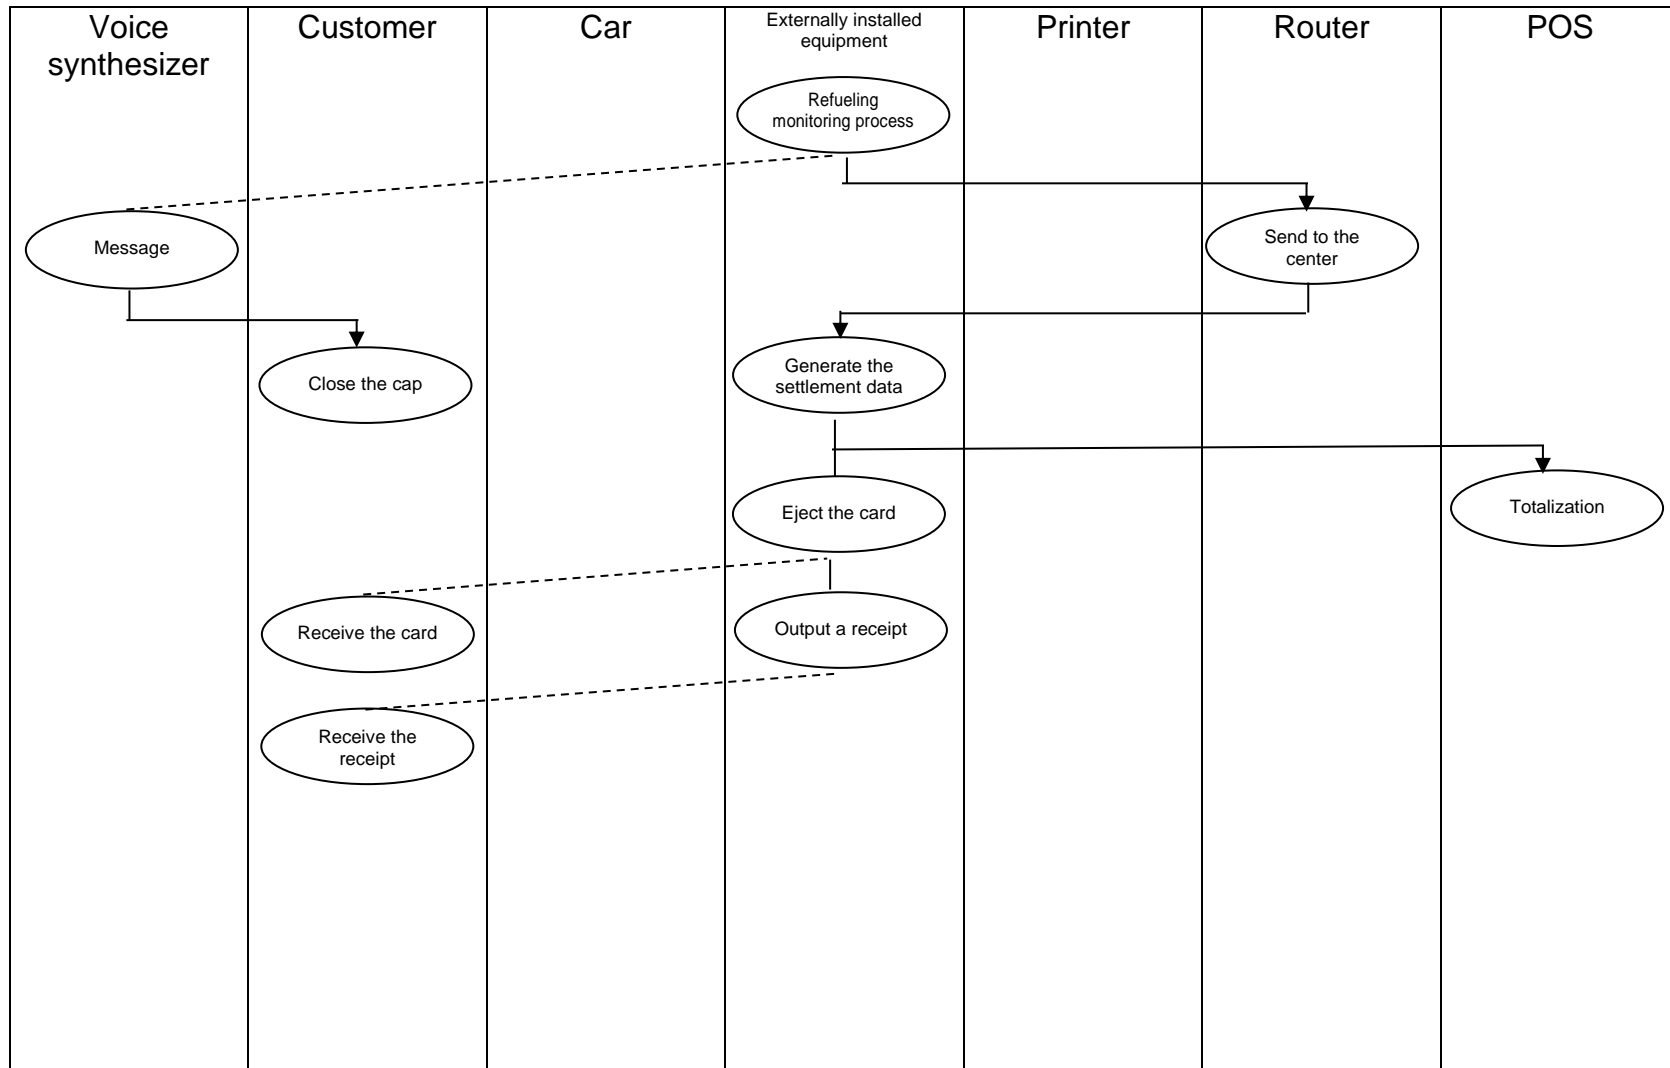 Voice
synthesizer
Customer
Car
Externally installed
equipment
Printer
Router
POS
Refueling
monitoring process
Message
Send to the
center
Close the cap
Generate the
settlement data
Eject the card
Totalization
Receive the card
Output a receipt
Receive the
receipt